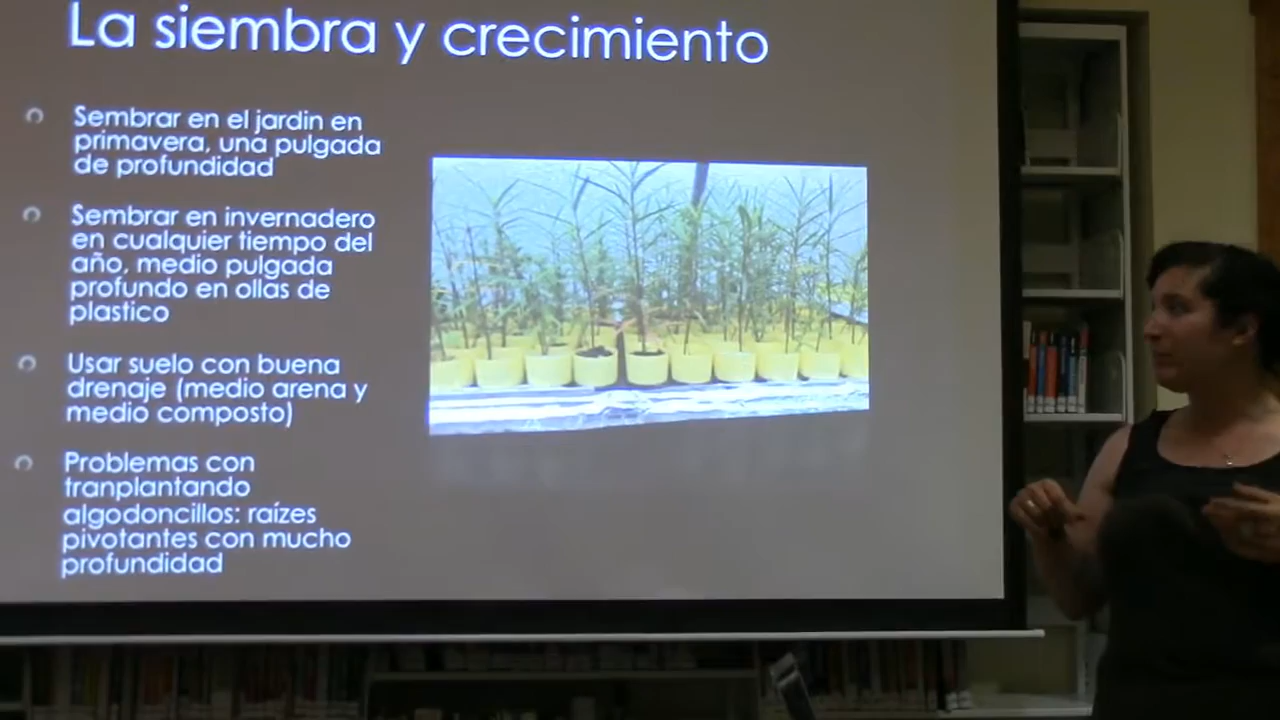 La siembra y crecimiento
Sembrar en el jardin en
primavera, una pulgada
de profundidad
Sembrar en invernadero
en cualquier tiempo del
año, medio pulgada
profundo en ollas de
plastico
Usar suelo con buena
drenaje (medio arena y
medio composto)
Problemas con
tranplantando
algodoncillos: raízes
pivotantes con mucho
profundidad